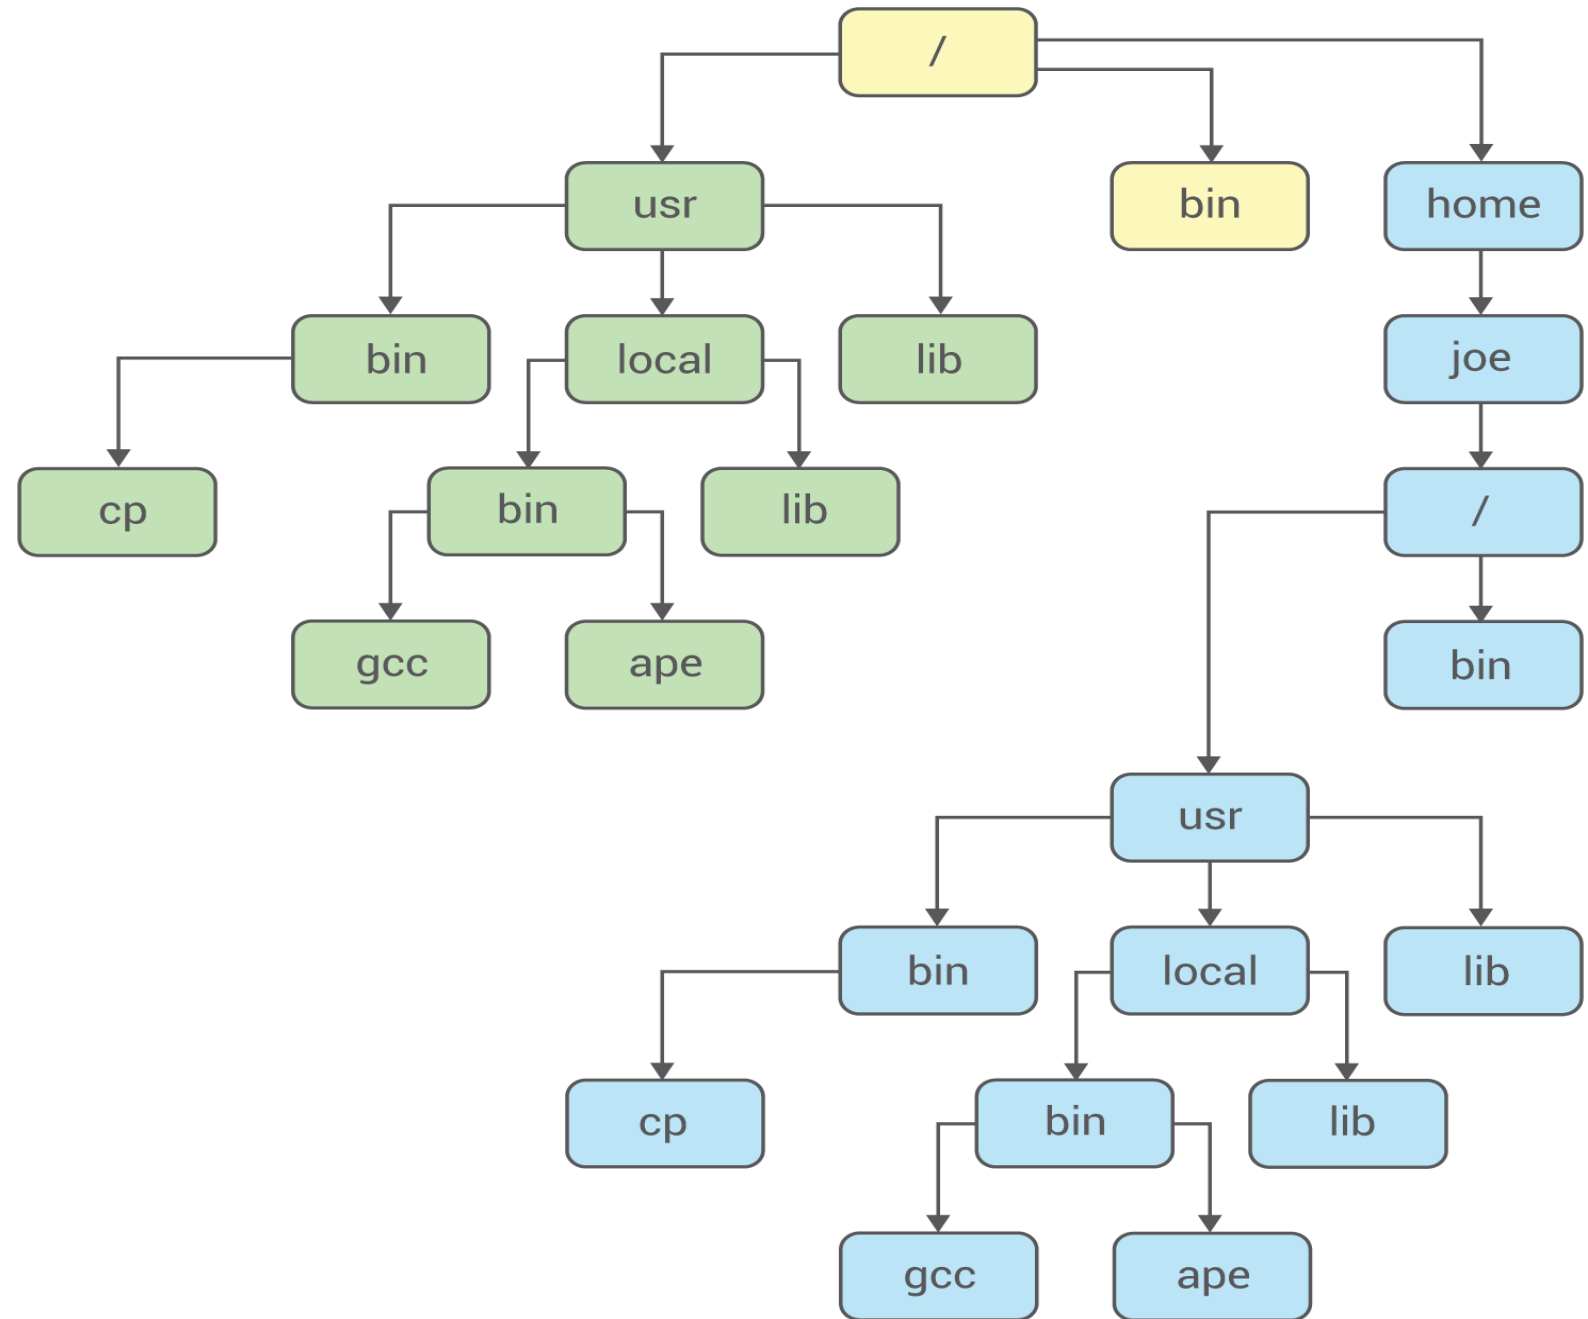 /
usr
bin
home
bin
local
lib
joe
cp
bin
lib
/
gcc
ape
bin
usr
bin
local
lib
cp
bin
lib
gcc
ape